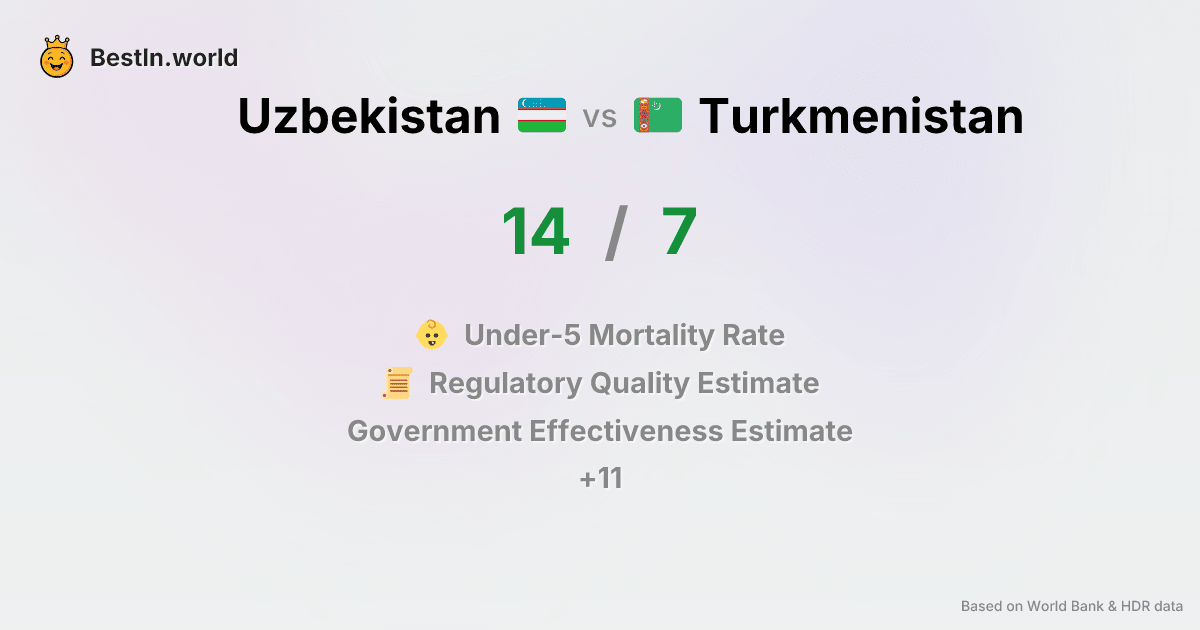 BestIn.world
Uzbekistan vs Turkmenistan
14 / 7
Under-5 Mortality Rate
Regulatory Quality Estimate
Government Effectiveness Estimate
+11
Based on World Bank & HDR data